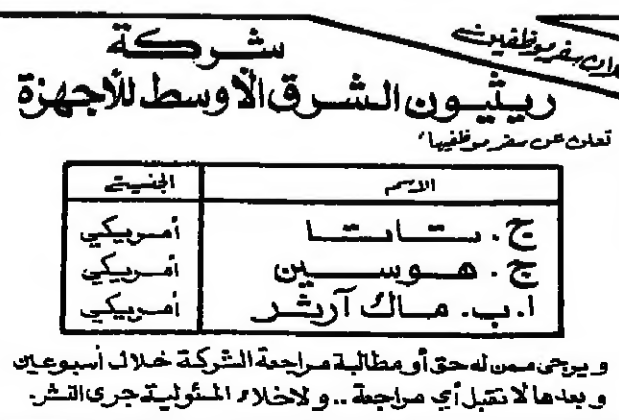 إعلان سفر موظفين
شركة
ريثيون الشرق الأوسط للأجهزة
تعلن عن سفر موظفيها:
الاسم الجنسية
ج. ستاستا أمريكي
ج. هوسين أمريكي
ا.ب. ماك آرثر أمريكي
ويرجى ممن له حق أو مطالبة مراجعة الشركة خلال أسبوعين
وبعدها لا تقبل أي مراجعة .. ولإخلاء المسئولية جرى النشر.